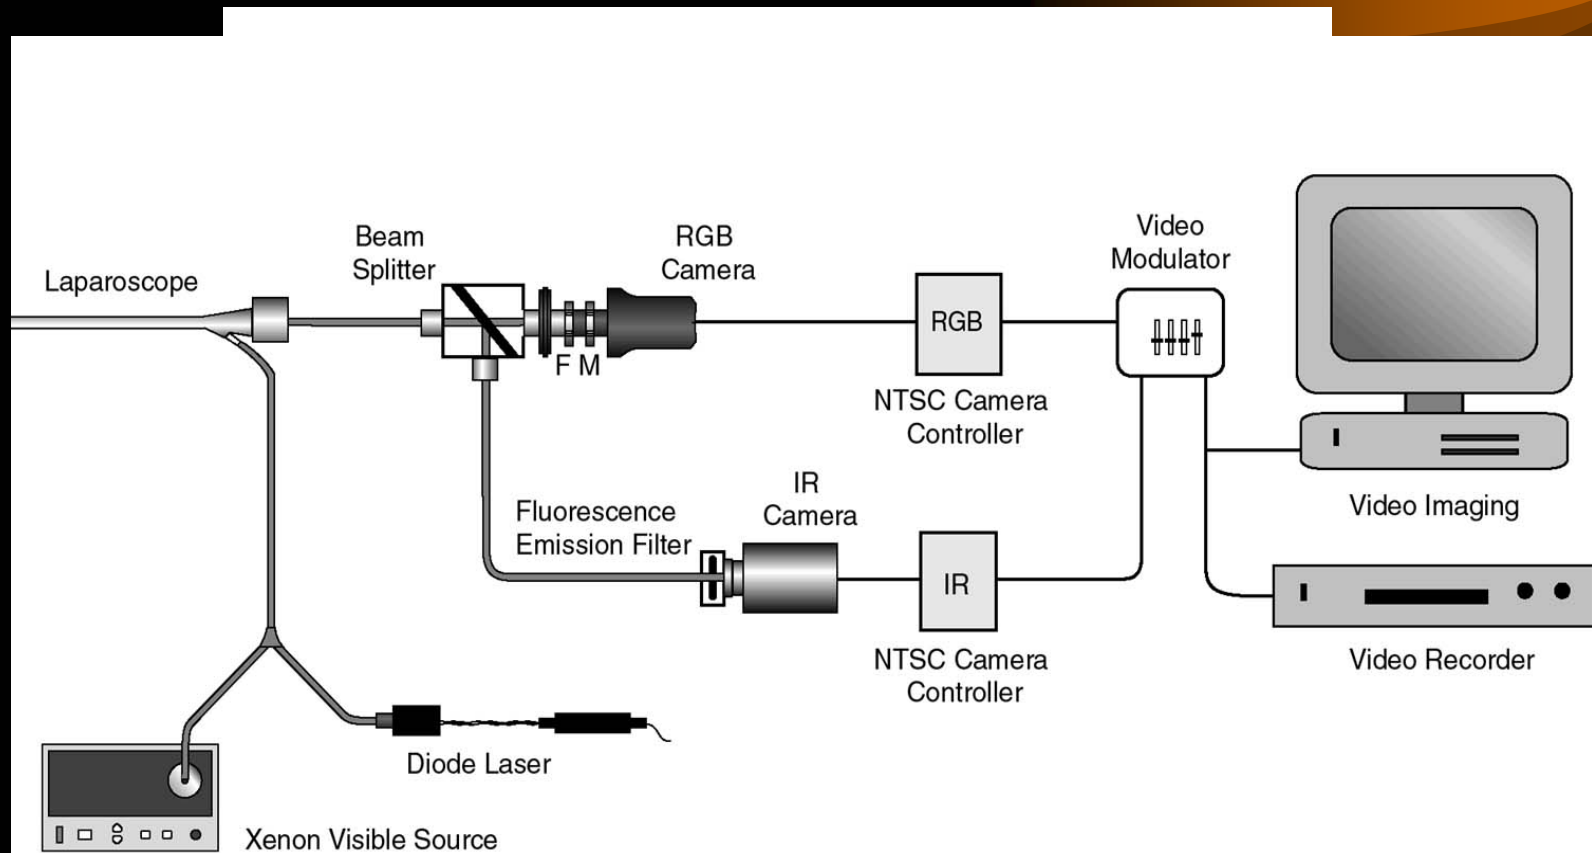 Laparoscope
Beam
Splitter
RGB
Camera
F M
RGB
NTSC Camera
Controller
Video
Modulator
Video Imaging
Fluorescence
Emission Filter
IR
Camera
IR
NTSC Camera
Controller
Video Recorder
Diode Laser
Xenon Visible Source